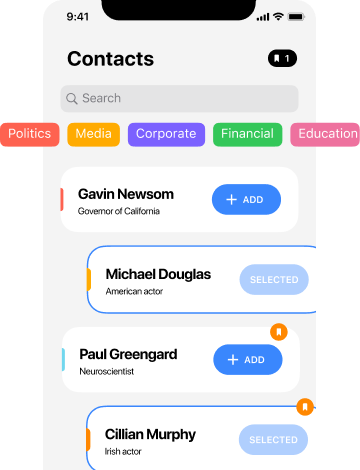 9:41
Contacts
1
Search
Politics
Media
Corporate
Financial
Education
Gavin Newsom
Governor of California
ADD
Michael Douglas
American actor
SELECTED
Paul Greengard
Neuroscientist
ADD
Cillian Murphy
Irish actor
SELECTED